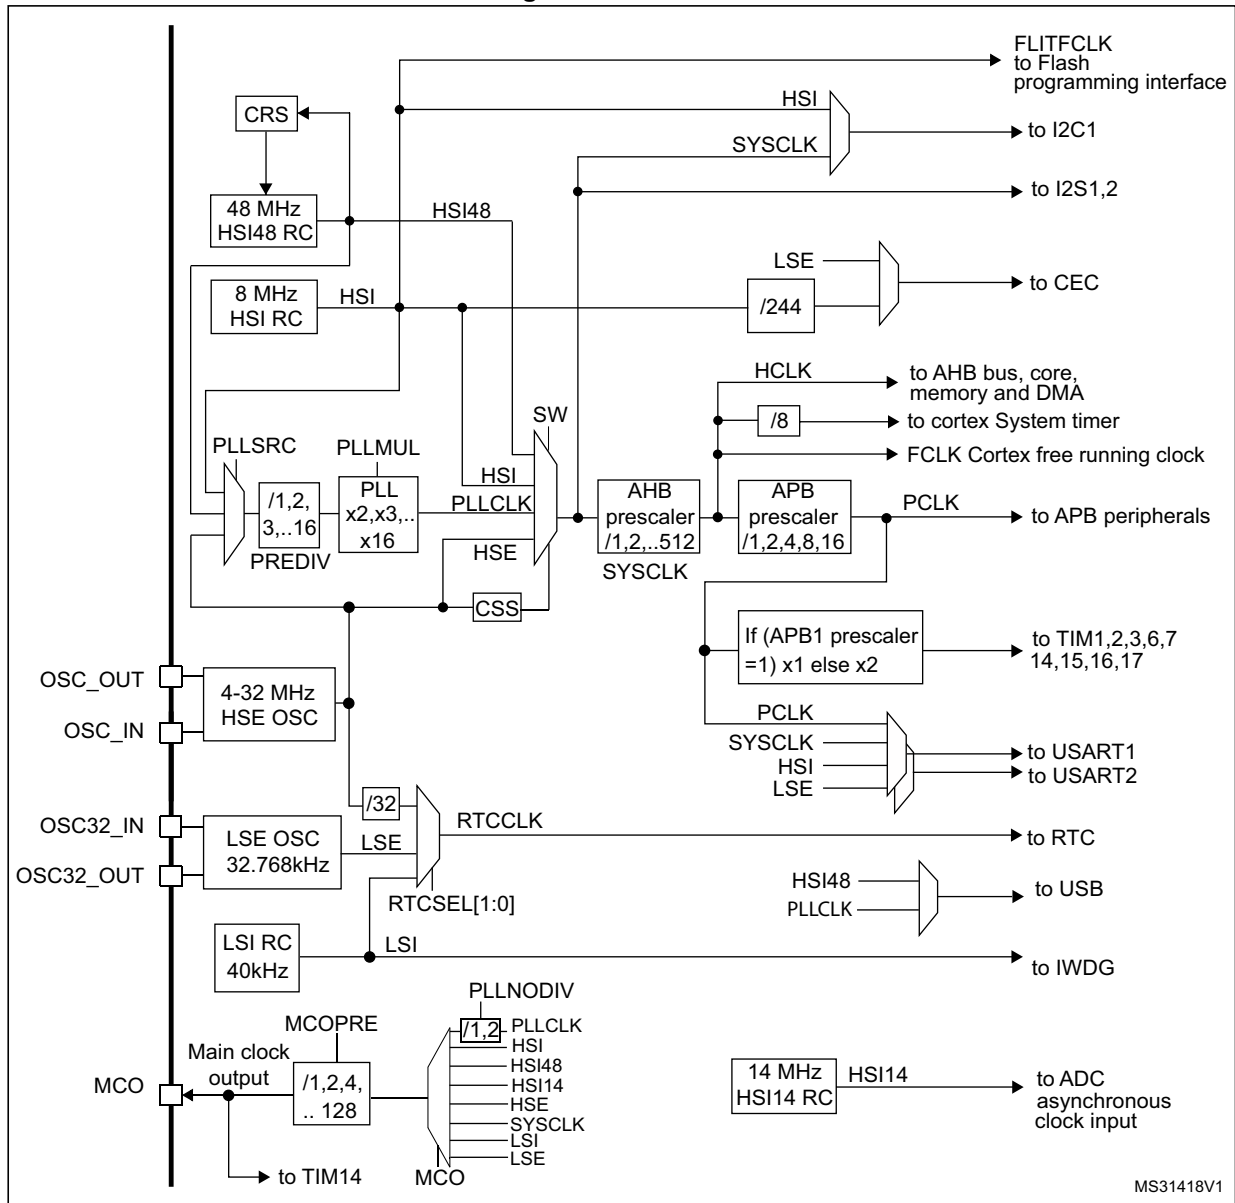 FLITFCLK
to Flash
programming interface
HSI
to I2C1
SYSCLK
CRS
to I2S1,2
48 MHz
HSI48 RC
HSI48
LSE
to CEC
8 MHz
HSI RC
HSI
/244
HCLK
to AHB bus, core,
memory and DMA
/8
to cortex System timer
FCLK Cortex free running clock
SW
PLLSRC
PLLMUL
/1,2,
3,..16
PREDIV
PLL
x2,x3,..
x16
HSI
PLLCLK
HSE
CSS
AHB
prescaler
/1,2,..512
SYSCLK
APB
prescaler
/1,2,4,8,16
PCLK
to APB peripherals
If (APB1 prescaler
=1) x1 else x2
to TIM1,2,3,6,7
14,15,16,17
OSC_OUT
OSC_IN
4-32 MHz
HSE OSC
PCLK
SYSCLK
HSI
LSE
to USART1
to USART2
/32
OSC32_IN
OSC32_OUT
LSE OSC
32.768kHz
LSE
RTCCLK
to RTC
RTCSEL[1:0]
HSI48
PLLCLK
to USB
LSI RC
40kHz
LSI
to IWDG
PLLNODIV
MCOPRE
Main clock
output
MCO
/1,2,4,
.. 128
/1,2
PLLCLK
HSI
HSI48
HSI14
HSE
SYSCLK
LSI
LSE
MCO
to TIM14
14 MHz
HSI14 RC
HSI14
to ADC
asynchronous
clock input
MS31418V1